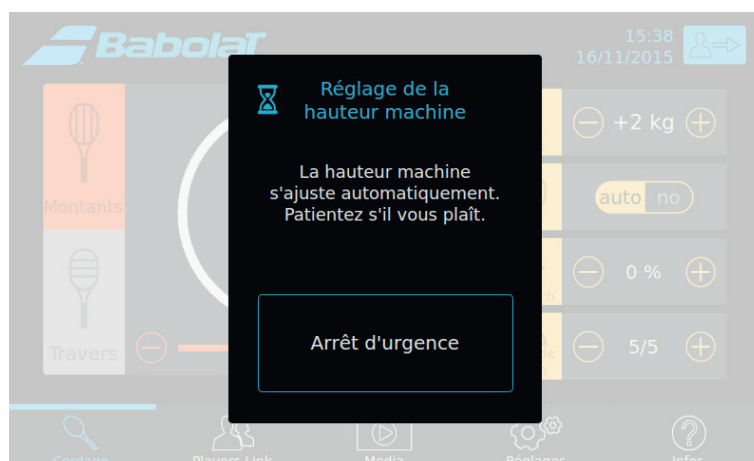 Babolat
15:38
16/11/2015
Réglage de la
hauteur machine
La hauteur machine
s'ajuste automatiquement.
Patientez s'il vous plaît.
Arrêt d'urgence
Montants
Travers
+2 kg
auto no
0 %
5/5
Cordage
Players Link
Media
Réglages
Infos